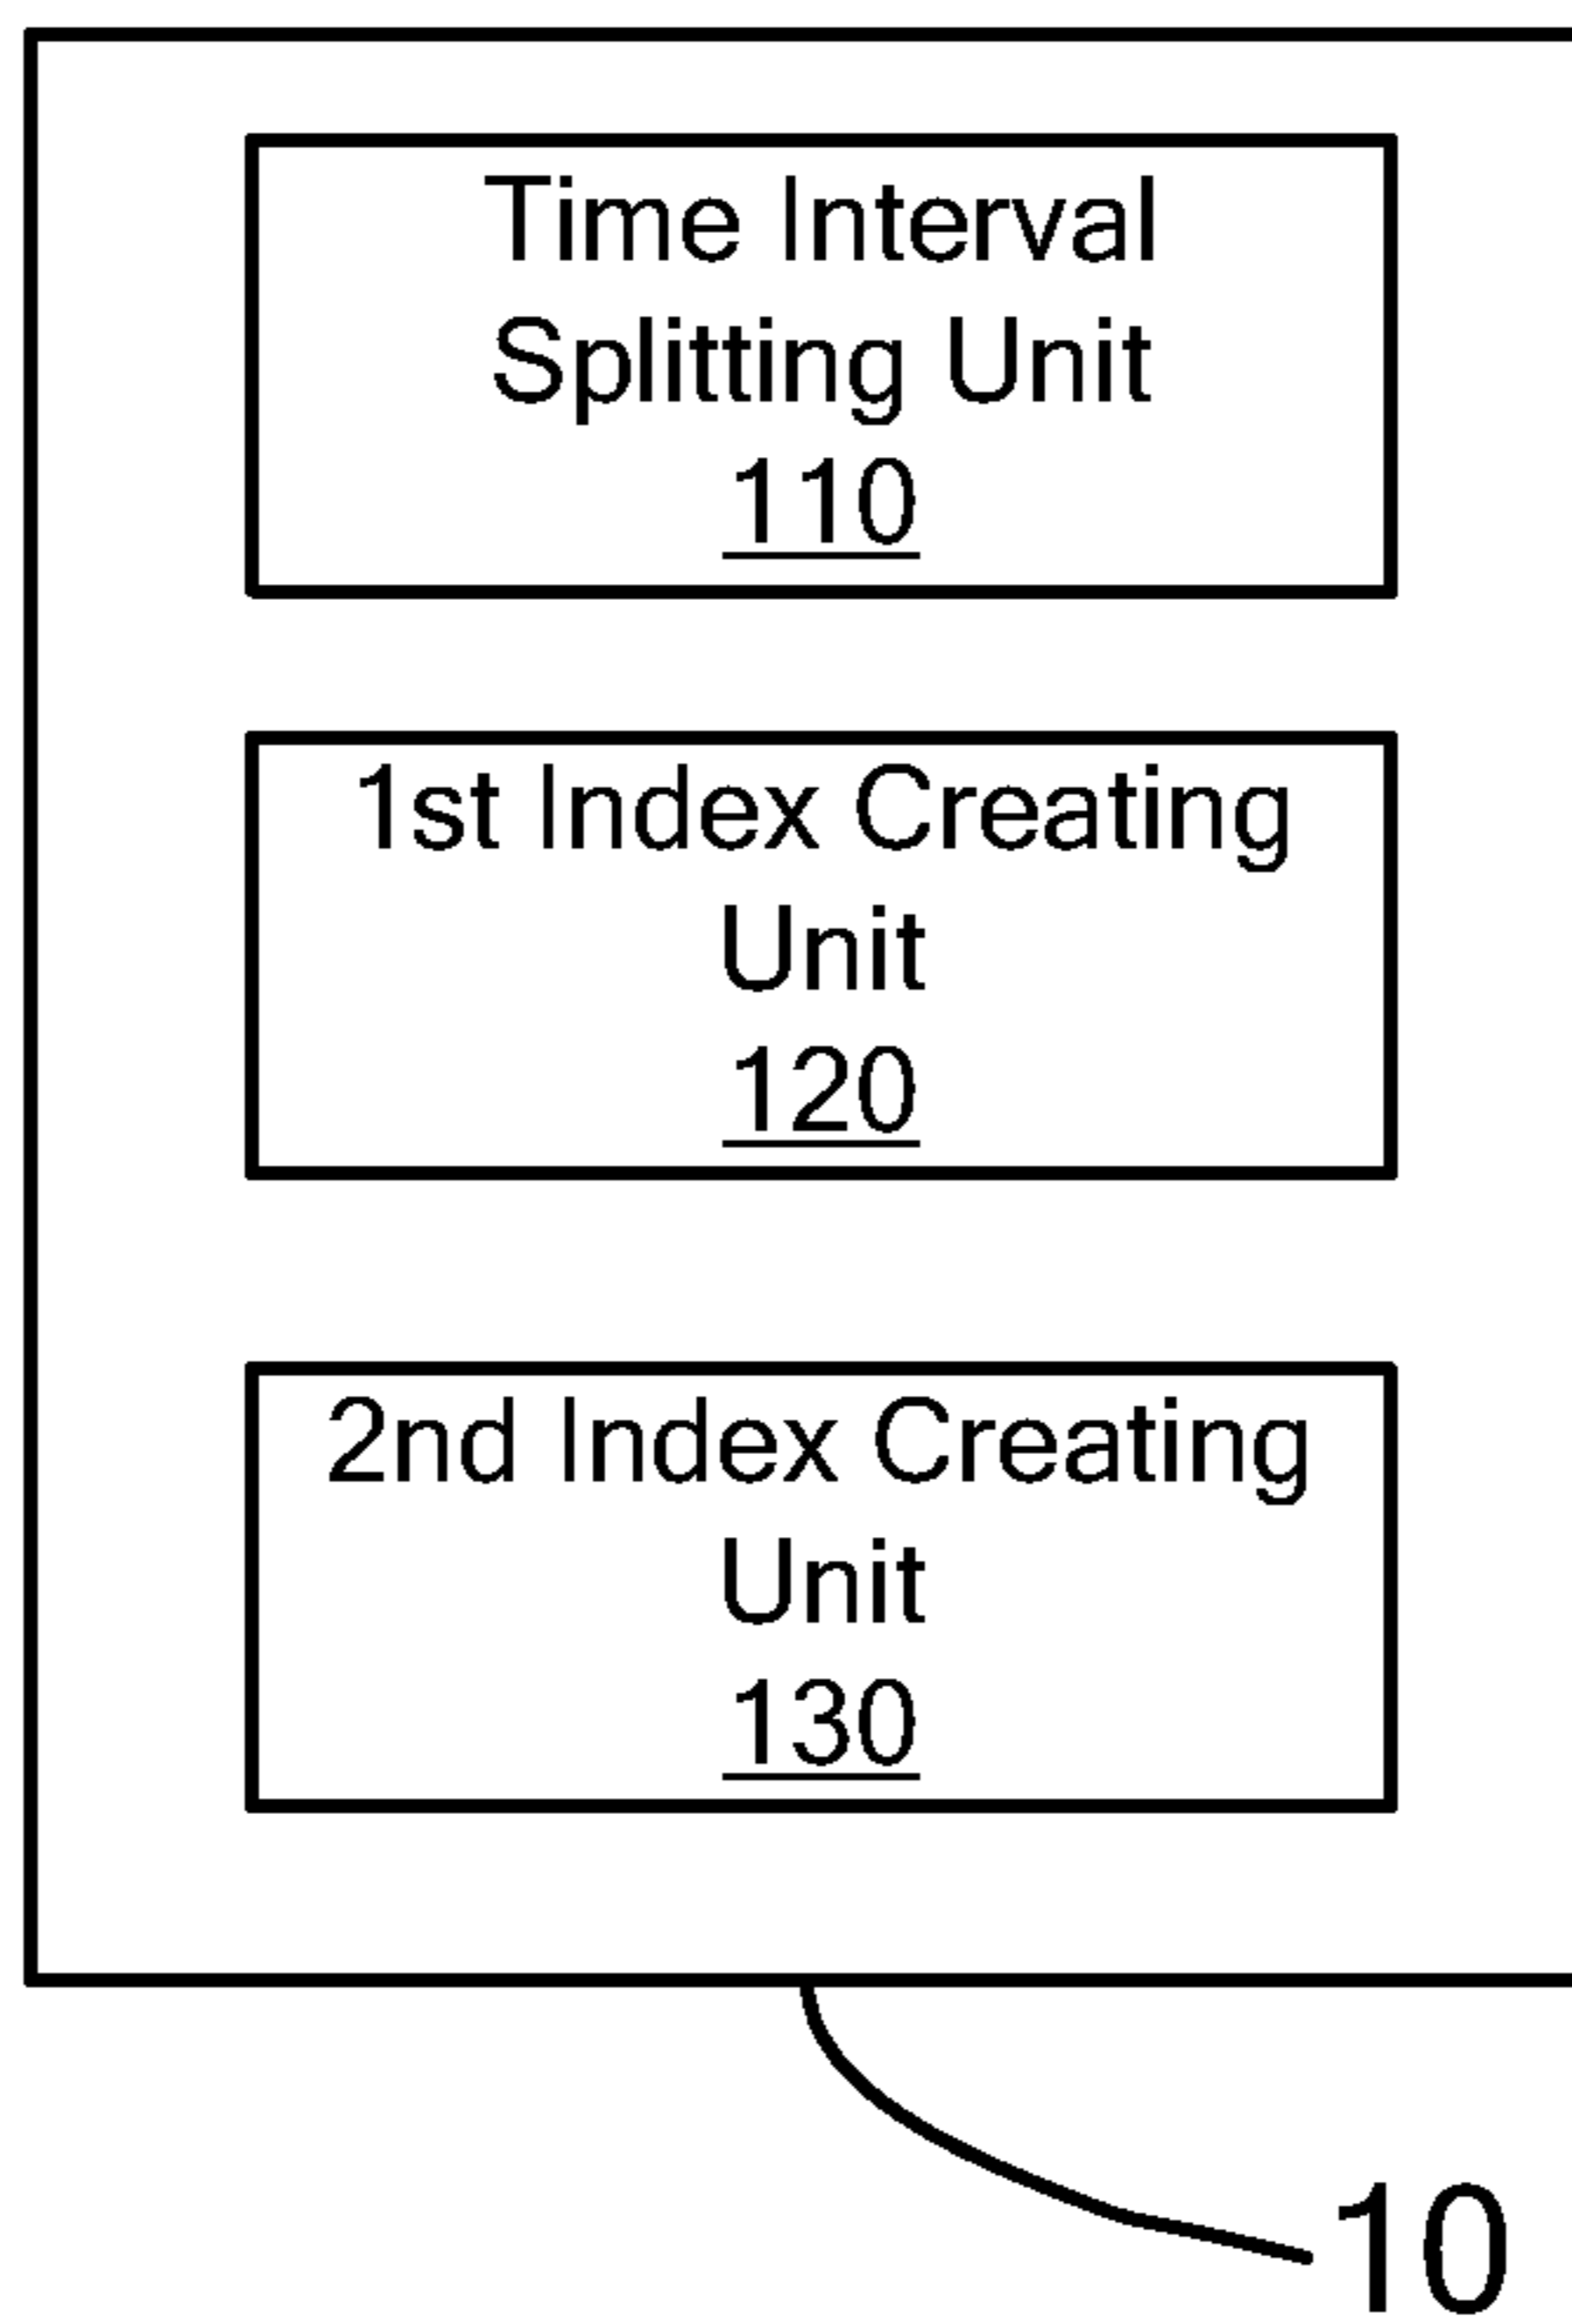 Time Interval
Splitting Unit
110
1st Index Creating
Unit
120
2nd Index Creating
Unit
130
10